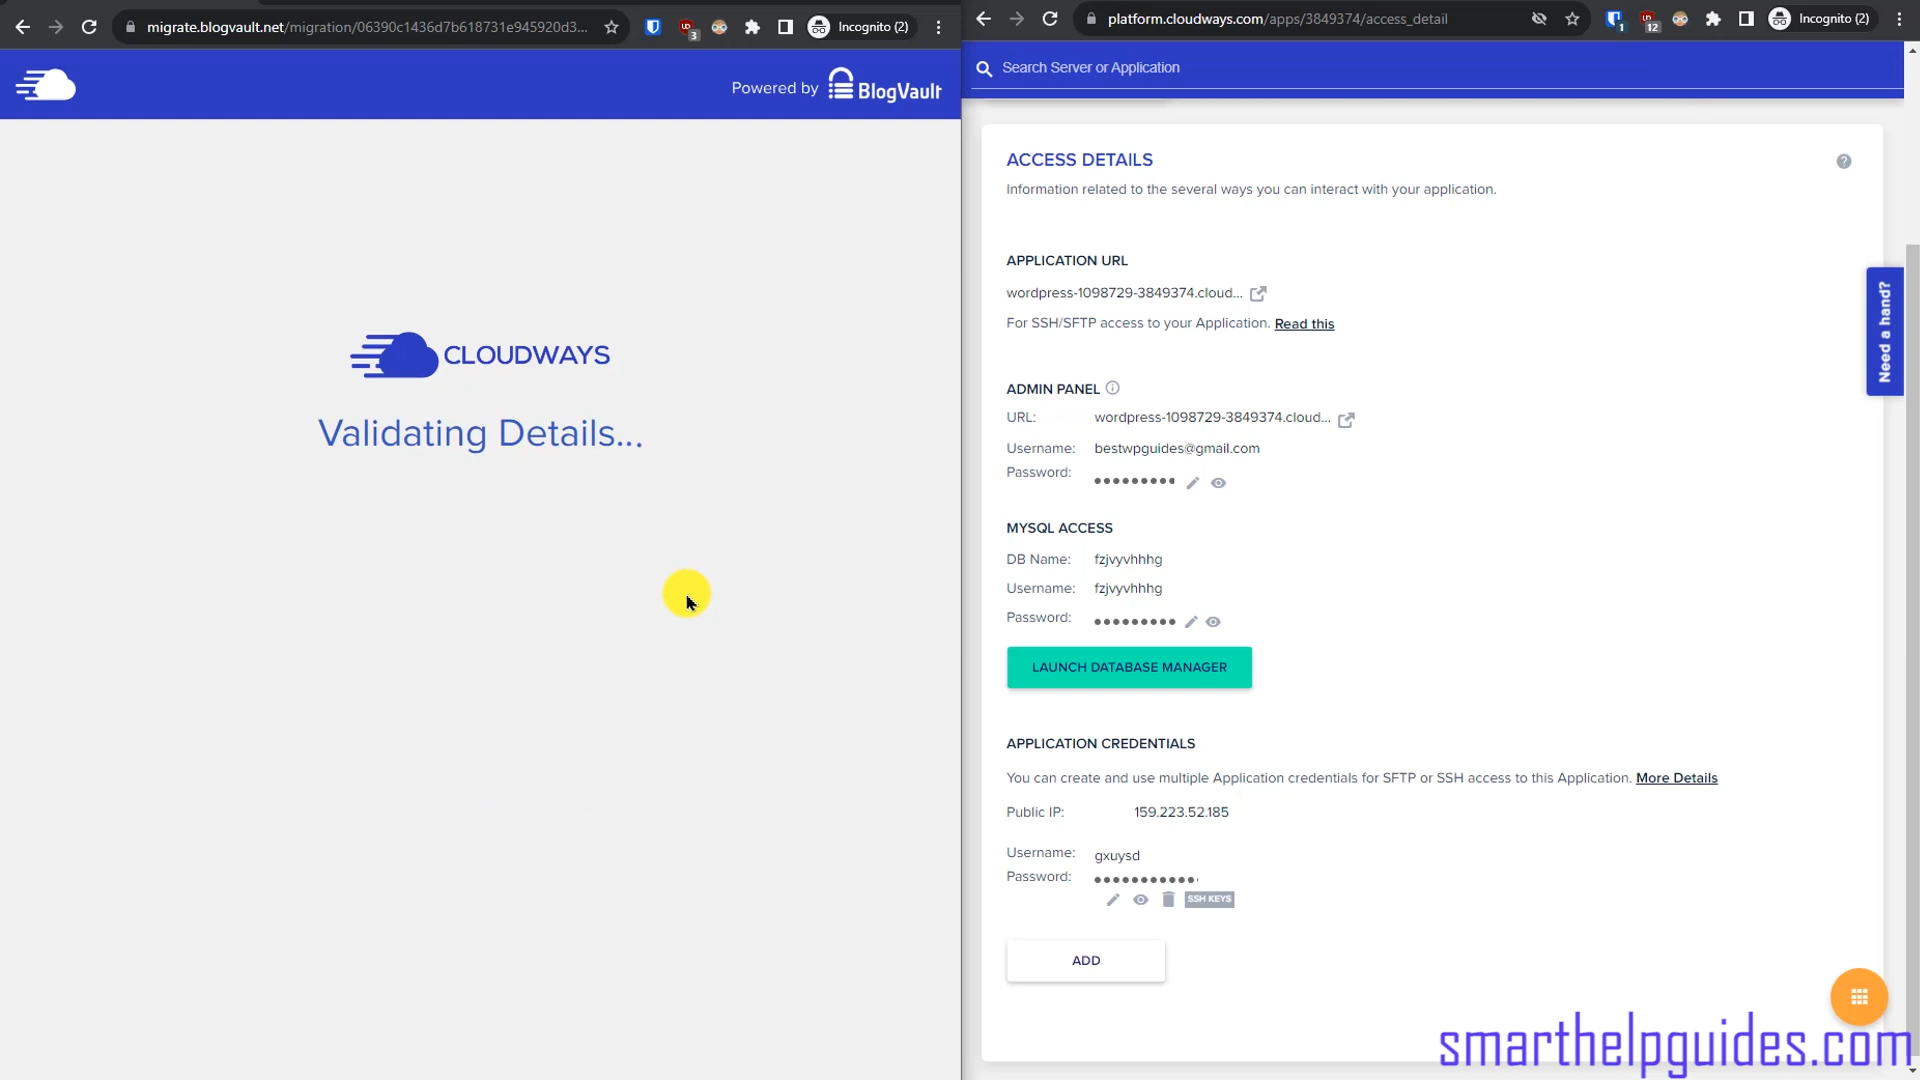 migrate.blogvault.net/migration/06390c1436d7b618731e945920d3...
3
Incognito (2)
Powered by BlogVault
CLOUDWAYS
Validating Details...
platform.cloudways.com/apps/3849374/access_detail
1
12
Incognito (2)
Search Server or Application
ACCESS DETAILS
?
Information related to the several ways you can interact with your application.
APPLICATION URL
wordpress-1098729-3849374.cloud...
For SSH/SFTP access to your Application. Read this
Need a hand?
ADMIN PANEL
URL: wordpress-1098729-3849374.cloud...
Username: bestwpguides@gmail.com
Password: •••••••••
MYSQL ACCESS
DB Name: fzjvyvhhhg
Username: fzjvyvhhhg
Password: •••••••••
LAUNCH DATABASE MANAGER
APPLICATION CREDENTIALS
You can create and use multiple Application credentials for SFTP or SSH access to this Application. More Details
Public IP: 159.223.52.185
Username: gxuysd
Password: •••••••••••
SSH KEYS
ADD
smarthelpguides.com